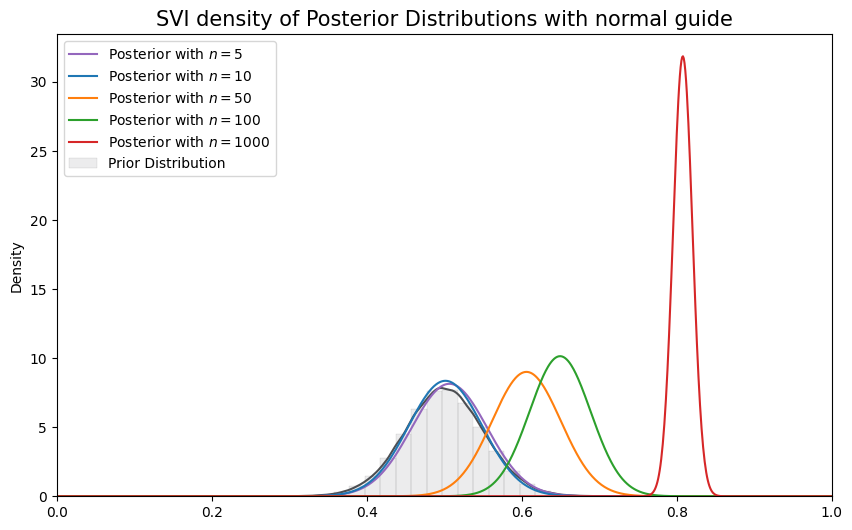 SVI density of Posterior Distributions with normal guide
Posterior with n = 5
Posterior with n = 10
Posterior with n = 50
Posterior with n = 100
Posterior with n = 1000
Prior Distribution
Density
30
25
20
15
10
5
0
0.0 0.2 0.4 0.6 0.8 1.0